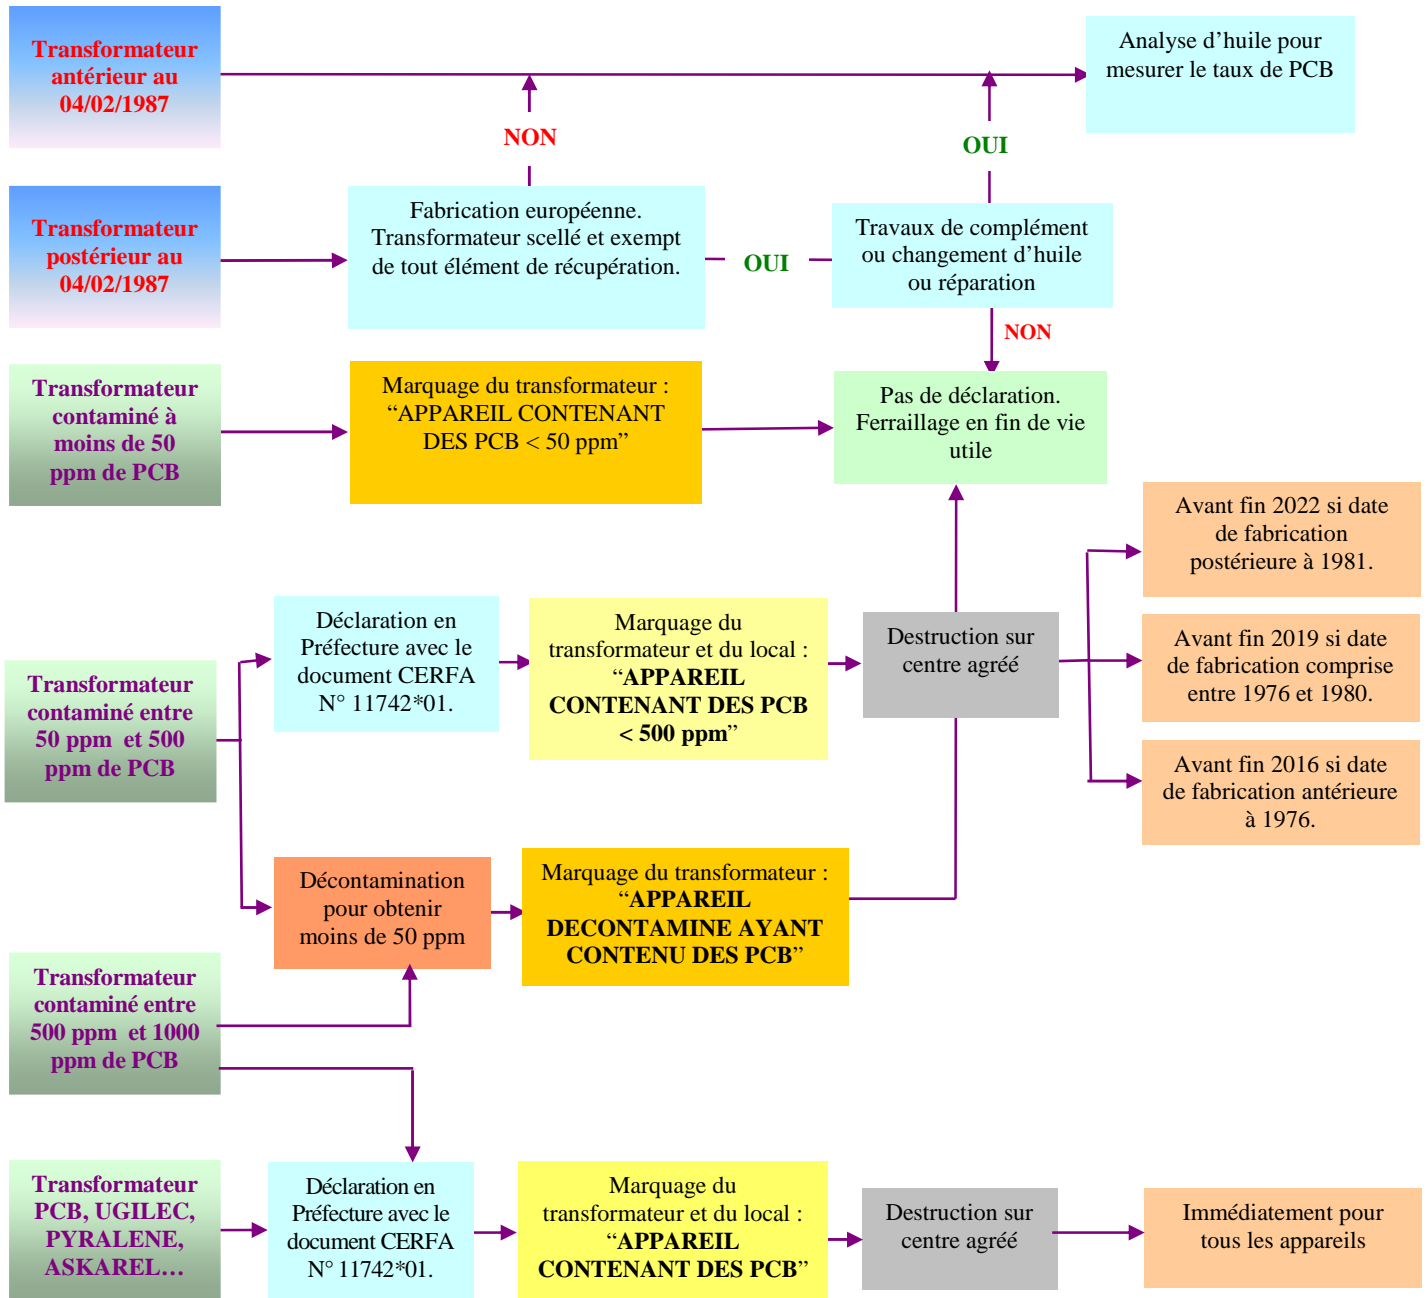 Transformateur
antérieur au
04/02/1987
Analyse d’huile pour
mesurer le taux de PCB
NON
OUI
Transformateur
postérieur au
04/02/1987
Fabrication européenne.
Transformateur scellé et exempt
de tout élément de récupération.
OUI
Travaux de complément
ou changement d’huile
ou réparation
NON
Transformateur
contaminé à
moins de 50
ppm de PCB
Marquage du transformateur :
“APPAREIL CONTENANT
DES PCB < 50 ppm”
Pas de déclaration.
Ferraillage en fin de vie
utile
Avant fin 2022 si date
de fabrication
postérieure à 1981.
Transformateur
contaminé entre
50 ppm et 500
ppm de PCB
Déclaration en
Préfecture avec le
document CERFA
N° 11742*01.
Marquage du
transformateur et du local :
“APPAREIL
CONTENANT DES PCB
< 500 ppm”
Destruction sur
centre agréé
Avant fin 2019 si date
de fabrication comprise
entre 1976 et 1980.
Avant fin 2016 si date
de fabrication antérieure
à 1976.
Décontamination
pour obtenir
moins de 50 ppm
Marquage du transformateur :
“APPAREIL
DECONTAMINE AYANT
CONTENU DES PCB”
Transformateur
contaminé entre
500 ppm et 1000
ppm de PCB
Transformateur
PCB, UGILEC,
PYRALENE,
ASKAREL…
Déclaration en
Préfecture avec le
document CERFA
N° 11742*01.
Marquage du
transformateur et du local :
“APPAREIL
CONTENANT DES PCB”
Destruction sur
centre agréé
Immédiatement pour
tous les appareils